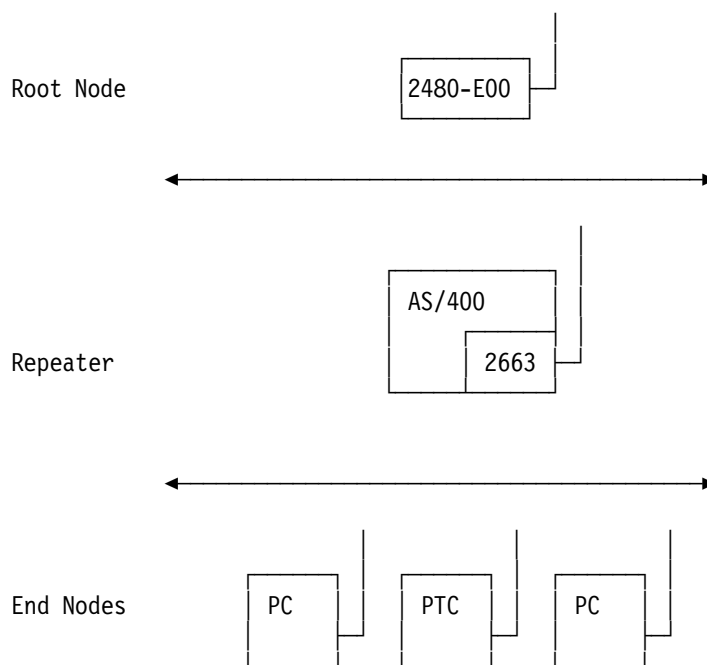 Root Node
2480-E00
AS/400
Repeater
2663
End Nodes
PC
PTC
PC